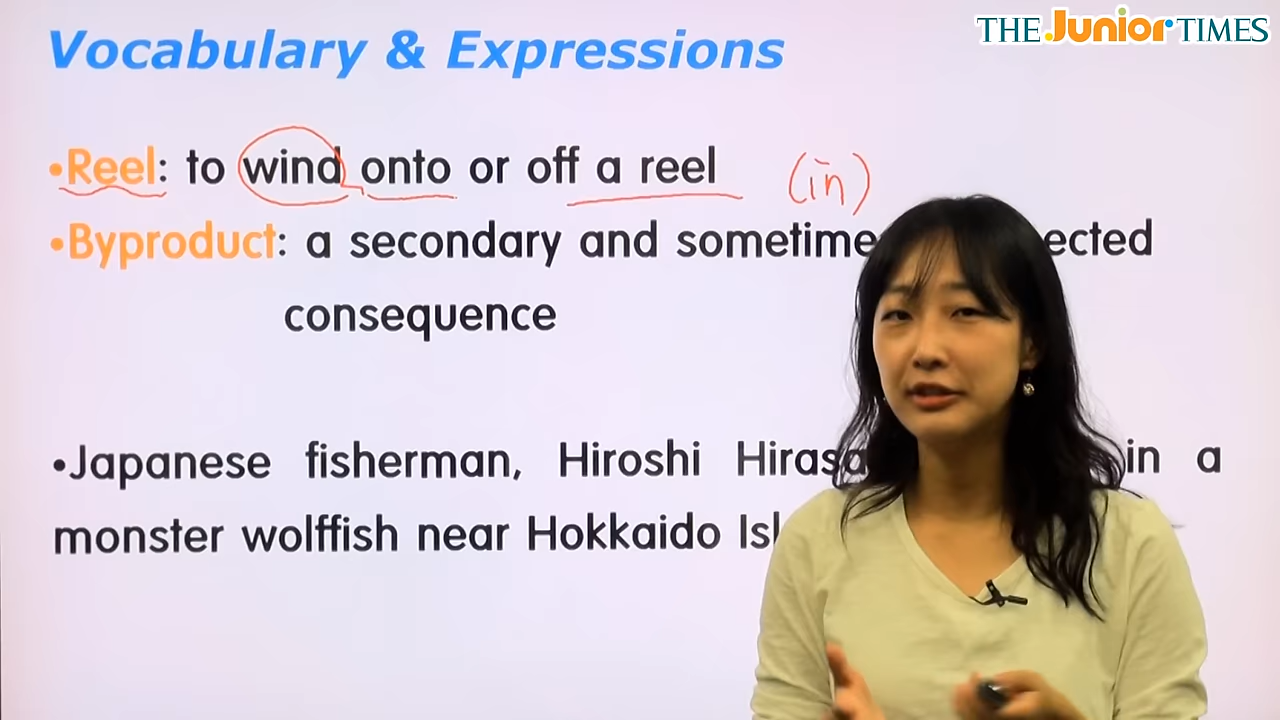 THE Junior TIMES
Vocabulary & Expressions
•Reel: to wind onto or off a reel (in)
•Byproduct: a secondary and
consequence
•Japanese fisherman, Hiroshi in a
monster wolffish near Hokkaido